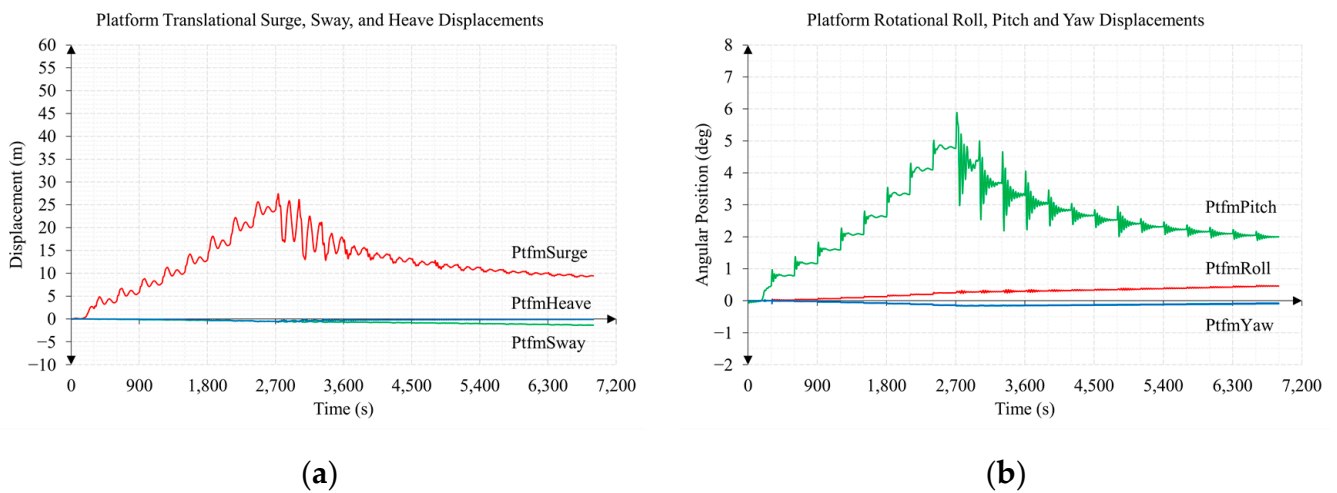 Platform Translational Surge, Sway, and Heave Displacements
60
55
50
45
40
35
30
25
20
15
10
5
0
−5
−10
Displacement (m)
PtfmSurge
PtfmHeave
PtfmSway
0 900 1,800 2,700 3,600 4,500 5,400 6,300 7,200
Time (s)
(a)
Platform Rotational Roll, Pitch and Yaw Displacements
8
7
6
5
4
3
2
1
0
−1
−2
Angular Position (deg)
PtfmPitch
PtfmRoll
PtfmYaw
0 900 1,800 2,700 3,600 4,500 5,400 6,300 7,200
Time (s)
(b)